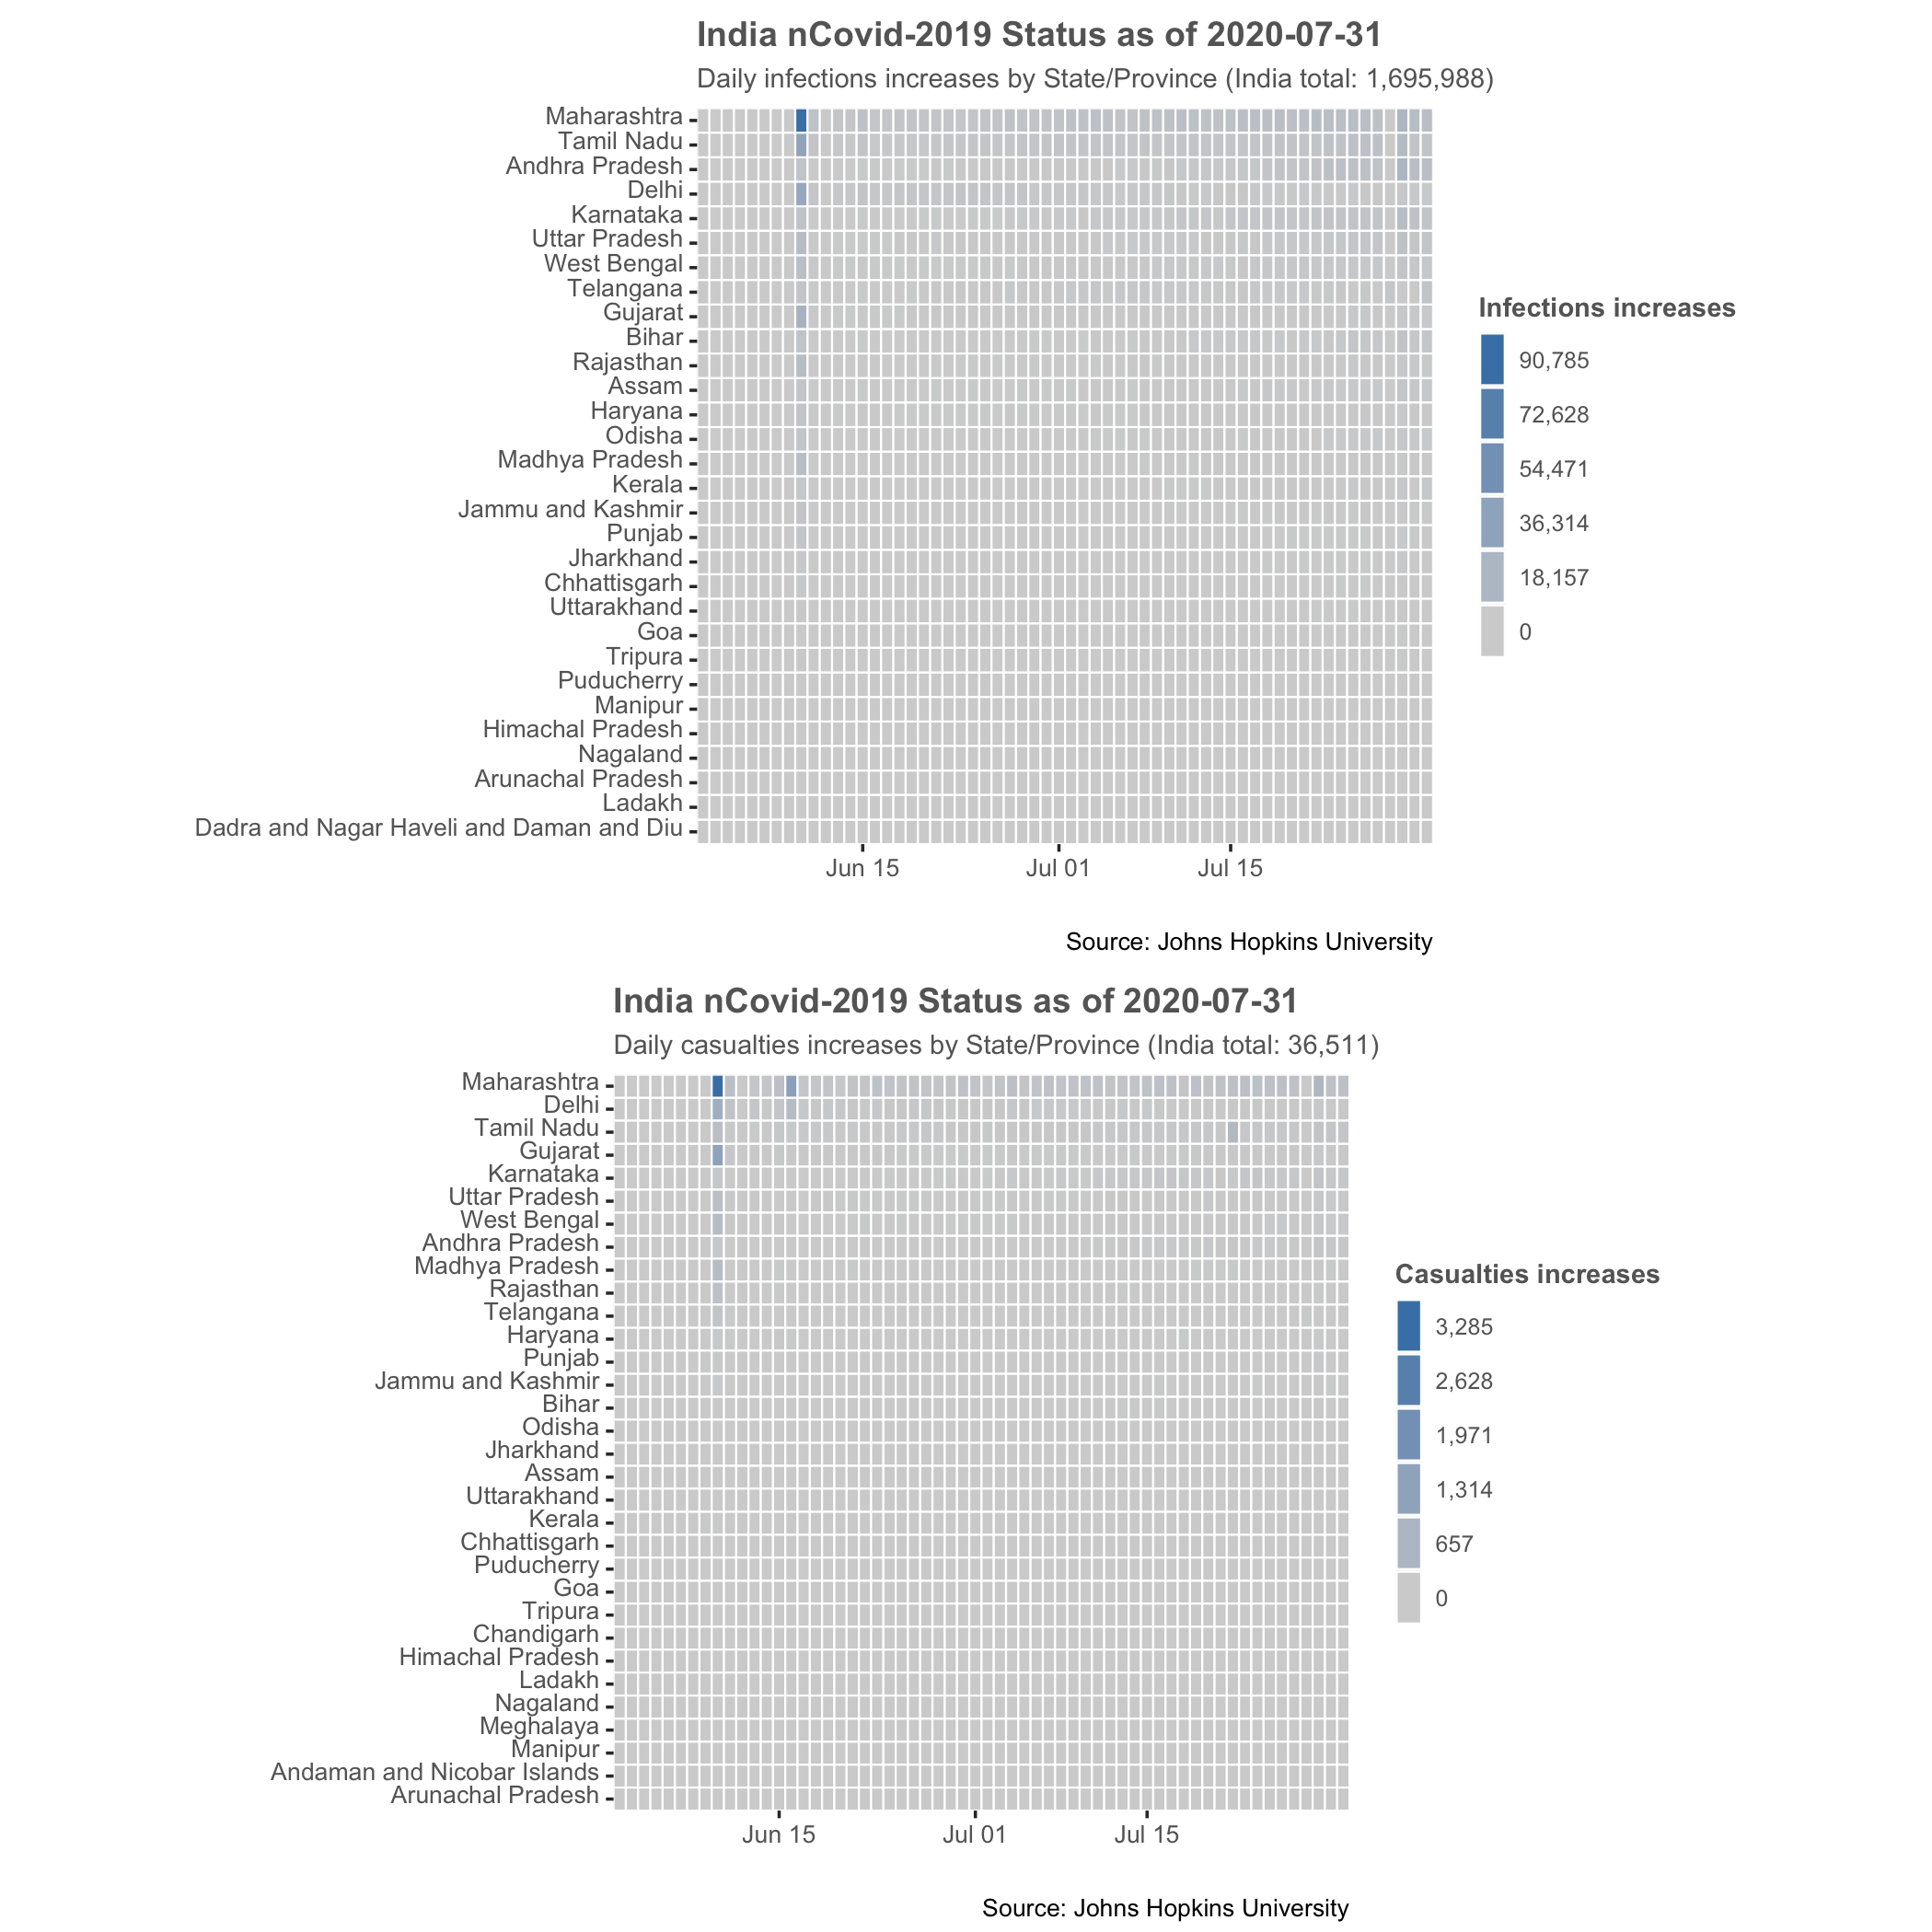 India nCovid-2019 Status as of 2020-07-31
Daily infections increases by State/Province (India total: 1,695,988)
Maharashtra
Tamil Nadu
Andhra Pradesh
Delhi
Karnataka
Uttar Pradesh
West Bengal
Telangana
Gujarat
Bihar
Rajasthan
Assam
Haryana
Odisha
Madhya Pradesh
Kerala
Jammu and Kashmir
Punjab
Jharkhand
Chhattisgarh
Uttarakhand
Goa
Tripura
Puducherry
Manipur
Himachal Pradesh
Nagaland
Arunachal Pradesh
Ladakh
Dadra and Nagar Haveli and Daman and Diu
Jun 15 Jul 01 Jul 15
Infections increases
90,785
72,628
54,471
36,314
18,157
0
Source: Johns Hopkins University
India nCovid-2019 Status as of 2020-07-31
Daily casualties increases by State/Province (India total: 36,511)
Maharashtra
Delhi
Tamil Nadu
Gujarat
Karnataka
Uttar Pradesh
West Bengal
Andhra Pradesh
Madhya Pradesh
Rajasthan
Telangana
Haryana
Punjab
Jammu and Kashmir
Bihar
Odisha
Jharkhand
Assam
Uttarakhand
Kerala
Chhattisgarh
Puducherry
Goa
Tripura
Chandigarh
Himachal Pradesh
Ladakh
Nagaland
Meghalaya
Manipur
Andaman and Nicobar Islands
Arunachal Pradesh
Jun 15 Jul 01 Jul 15
Casualties increases
3,285
2,628
1,971
1,314
657
0
Source: Johns Hopkins University